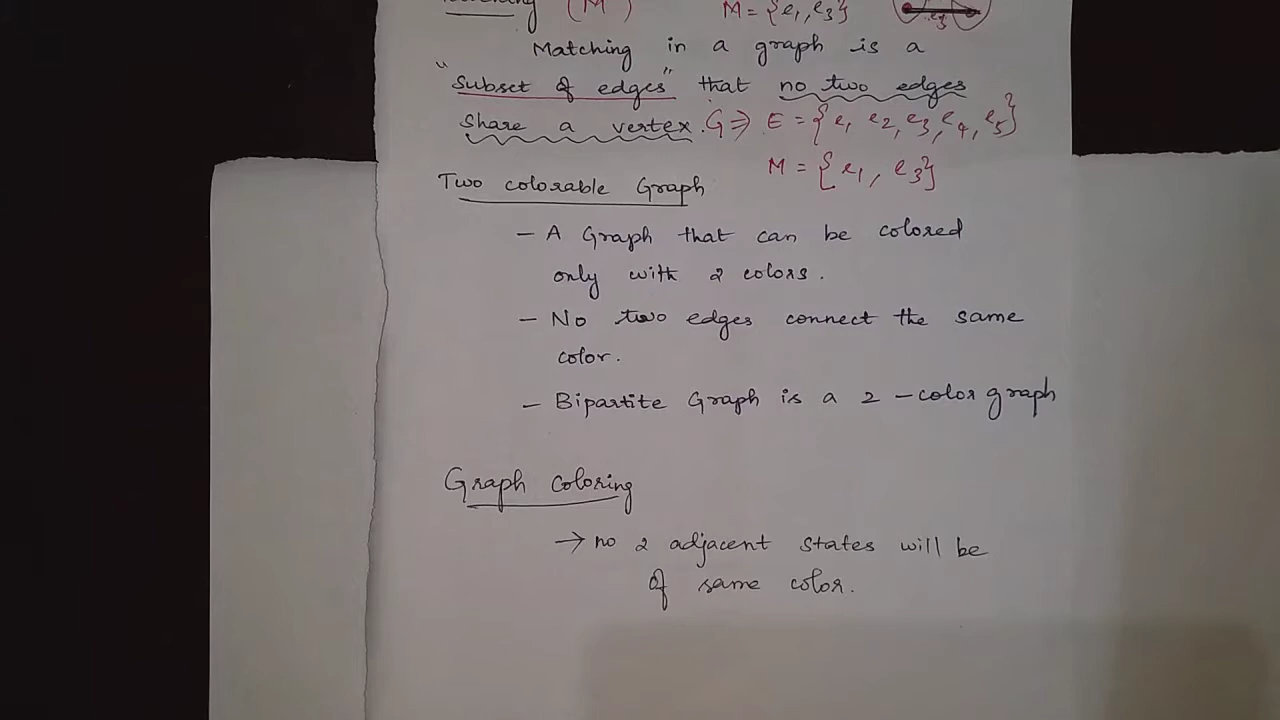 (M) M = {e1, e3}
e3
Matching in a graph is a
"subset of edges" that no two edges
share a vertex. G ⇒ E = {e1 e2, e3, e4, e5}
M = {e1, e3}
Two colorable Graph
- A Graph that can be colored
only with 2 colors.
- No two edges connect the same
color.
- Bipartite Graph is a 2 - color graph
Graph coloring
→ no 2 adjacent states will be
of same color.